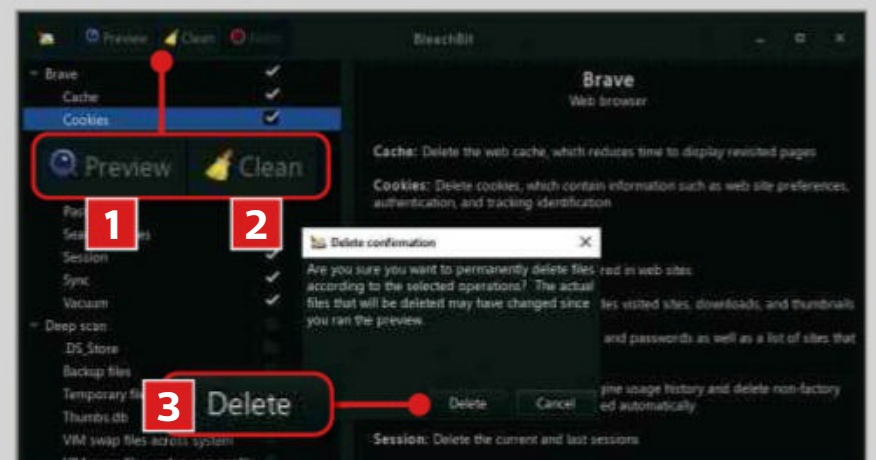 Preview Clean Abort BleachBit
Brave
Cache
Cookies
Preview Clean
1 2
Session
Sync
Vacuum
Deep scan
.DS_Store
Backup files
Temporary
Thumbs.db
VIM swap files across system
3 Delete
Brave
Web browser
Cache: Delete the web cache, which reduces time to display revisited pages
Cookies: Delete cookies, which contain information such as web site preferences,
authentication, and tracking identification
red in web sites
visited sites, downloads, and thumbnails
and passwords as well as a list of sites that
usage history and delete non-factory
ed automatically
Session: Delete the current and last sessions
Delete confirmation
Are you sure you want to permanently delete files
according to the selected operations? The actual
files that will be deleted may have changed since
you ran the preview.
Delete Cancel